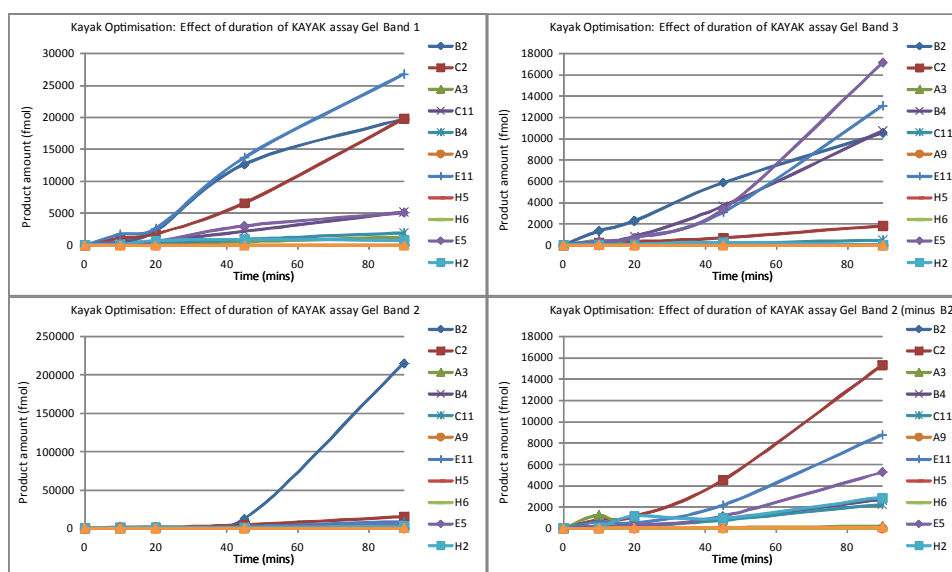 Kayak Optimisation: Effect of duration of KAYAK assay Gel Band 1
Product amount (fmol)
30000
25000
20000
15000
10000
5000
0
0 20 40 60 80
Time (mins)
B2
C2
A3
C11
B4
A9
E11
H5
H6
E5
H2
Kayak Optimisation: Effect of duration of KAYAK assay Gel Band 3
Product amount (fmol)
18000
16000
14000
12000
10000
8000
6000
4000
2000
0
0 20 40 60 80
Time (mins)
B2
C2
A3
B4
C11
A9
E11
H5
H6
E5
H2
Kayak Optimisation: Effect of duration of KAYAK assay Gel Band 2
Product amount (fmol)
250000
200000
150000
100000
50000
0
0 20 40 60 80
Time (mins)
B2
C2
A3
B4
C11
A9
E11
H5
H6
E5
H2
Kayak Optimisation: Effect of duration of KAYAK assay Gel Band 2 (minus B2
Product amount (fmol)
18000
16000
14000
12000
10000
8000
6000
4000
2000
0
0 20 40 60 80
Time (mins)
B2
C2
A3
B4
C11
A9
E11
H5
H6
E5
H2